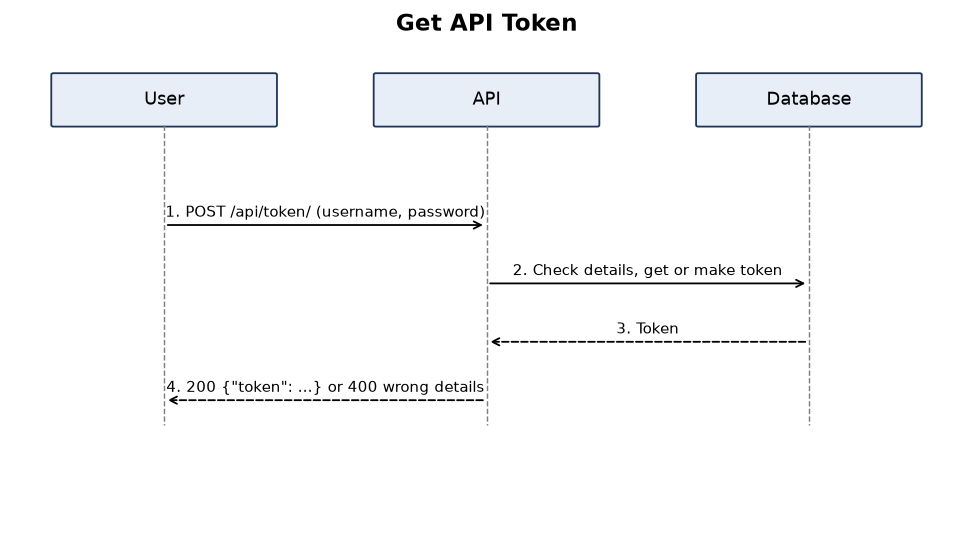 Get API Token
User
API
Database
1. POST /api/token/ (username, password)
2. Check details, get or make token
3. Token
4. 200 {"token": ...} or 400 wrong details